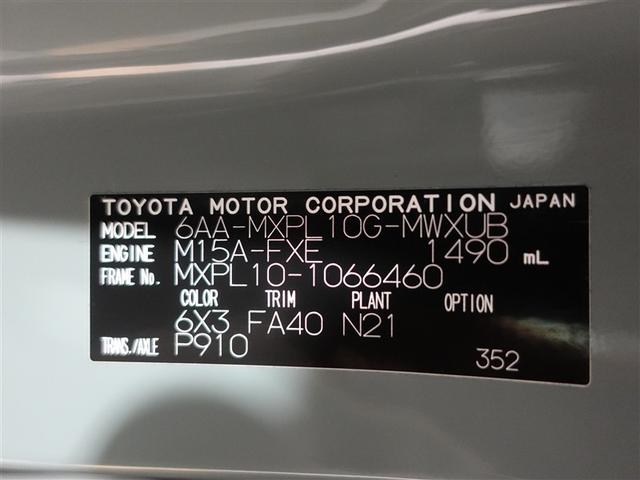 TOYOTA MOTOR CORPORATION JAPAN
MODEL 6AA-MXPL10G-MWXUB
ENGINE M15A-FXE 1490 mL
FRAME No. MXPL10-1066460
COLOR TRIM PLANT OPTION
6X3 FA40 N21
TRANS./AXLE P910
352